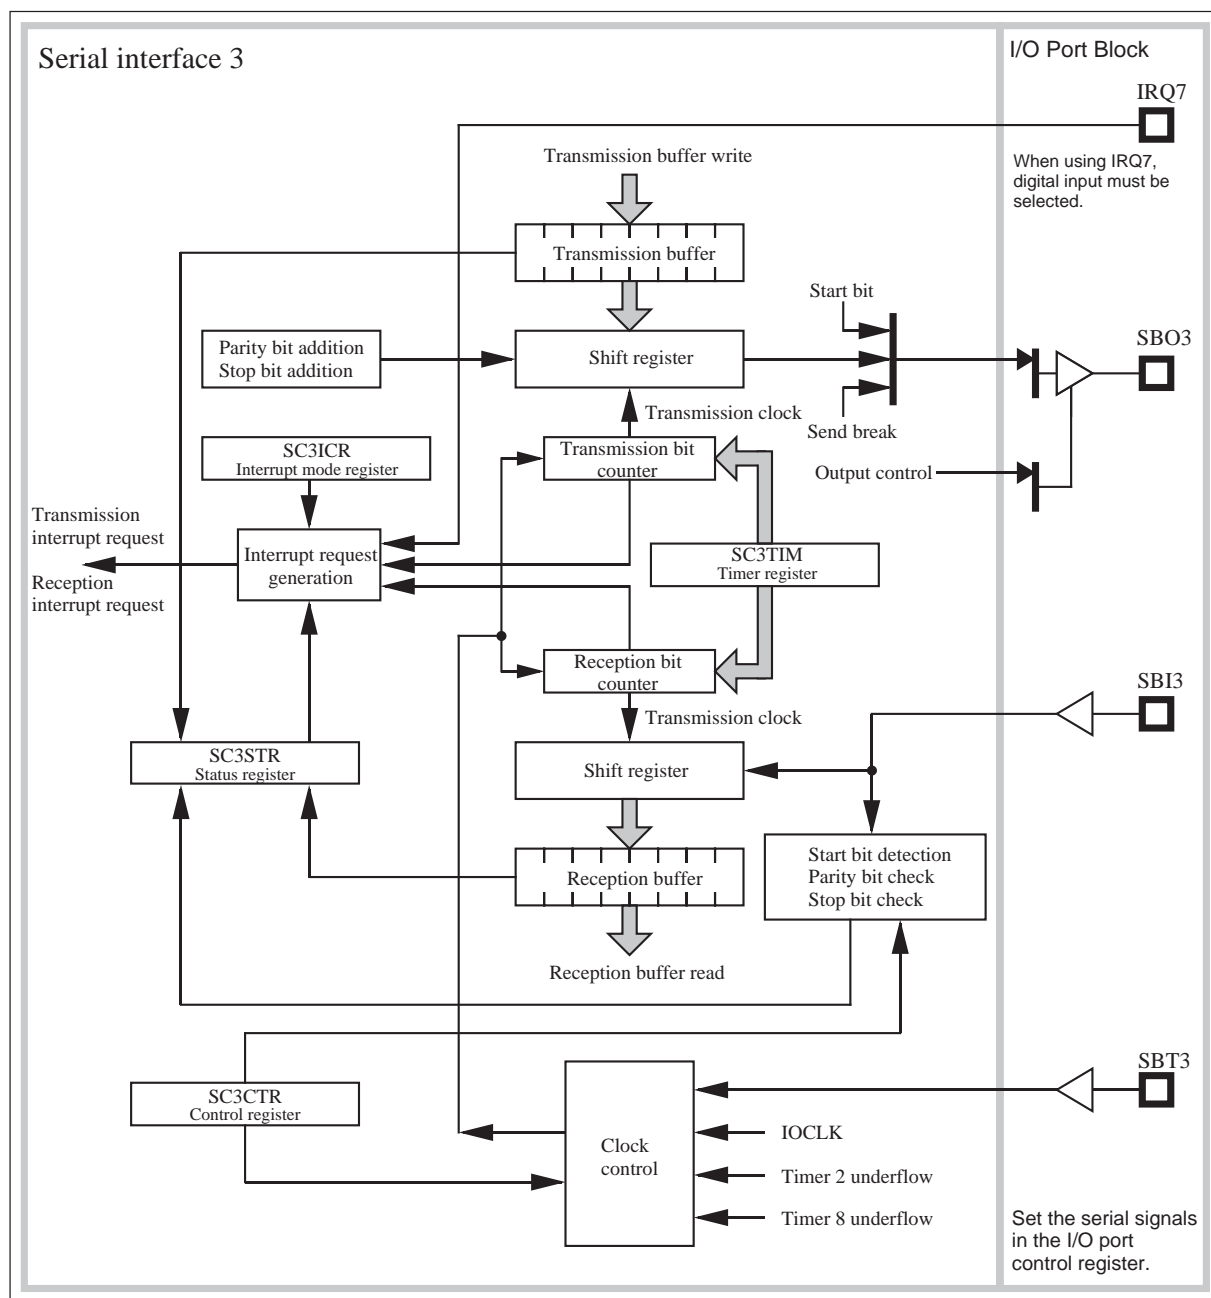 Serial interface 3
I/O Port Block
IRQ7
When using IRQ7,
digital input must be
selected.
Transmission buffer write
Transmission buffer
Start bit
SBO3
Parity bit addition
Stop bit addition
Shift register
Transmission clock
Send break
SC3ICR
Interrupt mode register
Transmission bit
counter
Output control
Transmission
interrupt request
Reception
interrupt request
Interrupt request
generation
SC3TIM
Timer register
Reception bit
counter
SBI3
Transmission clock
SC3STR
Status register
Shift register
Start bit detection
Parity bit check
Stop bit check
Reception buffer
Reception buffer read
SBT3
SC3CTR
Control register
Clock
control
IOCLK
Timer 2 underflow
Timer 8 underflow
Set the serial signals
in the I/O port
control register.